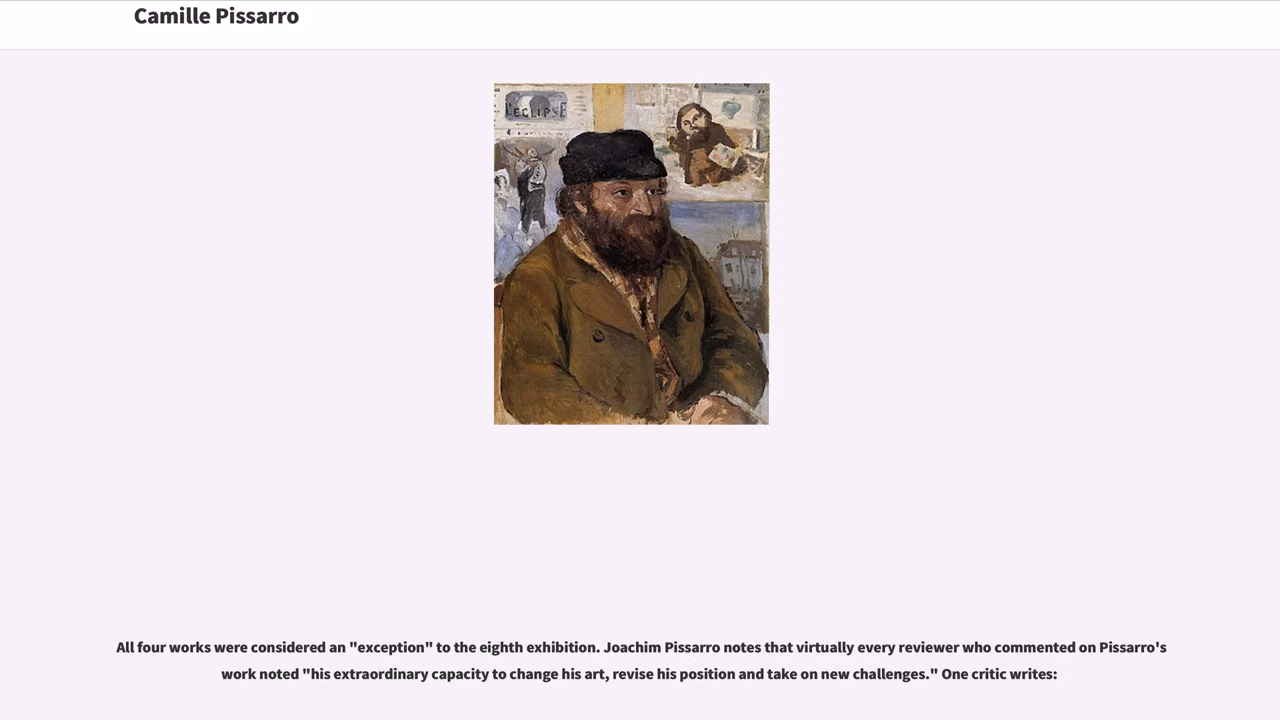 Camille Pissarro
L'ECLIPSE
All four works were considered an "exception" to the eighth exhibition. Joachim Pissarro notes that virtually every reviewer who commented on Pissarro's
work noted "his extraordinary capacity to change his art, revise his position and take on new challenges." One critic writes: